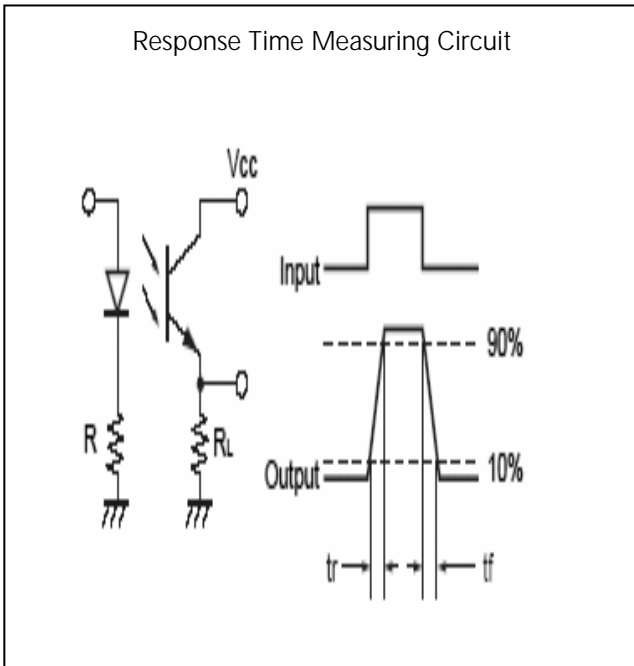 Response Time Measuring Circuit
Vcc
Input
90%
R
RL
Output
10%
tr
tf